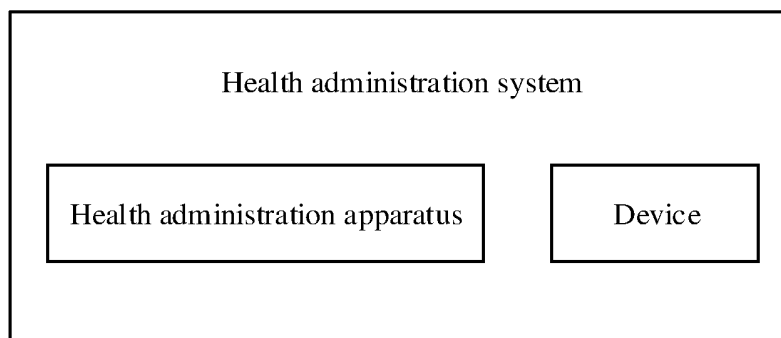 Health administration system
Health administration apparatus
Device